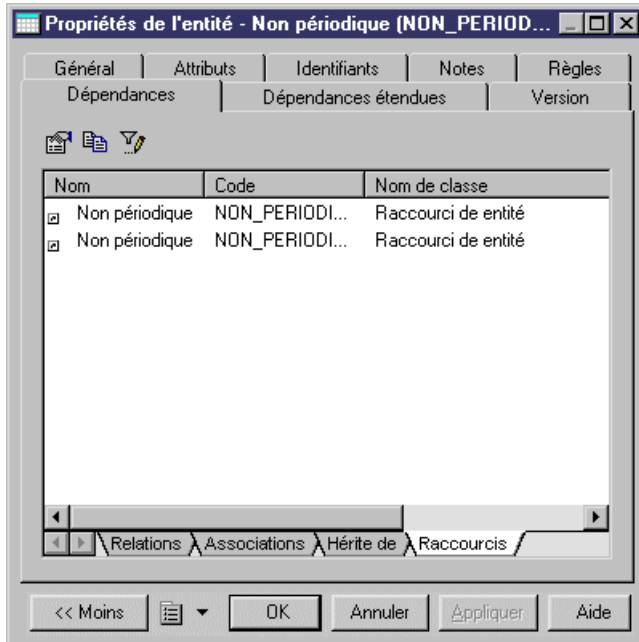 Propriétés de l'entité - Non périodique (NON_PERIOD...
Général Attributs Identifiants Notes Règles
Dépendances Dépendances étendues Version
Nom Code Nom de classe
Non périodique NON_PERIODI... Raccourci de entité
Non périodique NON_PERIODI... Raccourci de entité
Relations Associations Hérite de Raccourcis
<< Moins OK Annuler Appliquer Aide